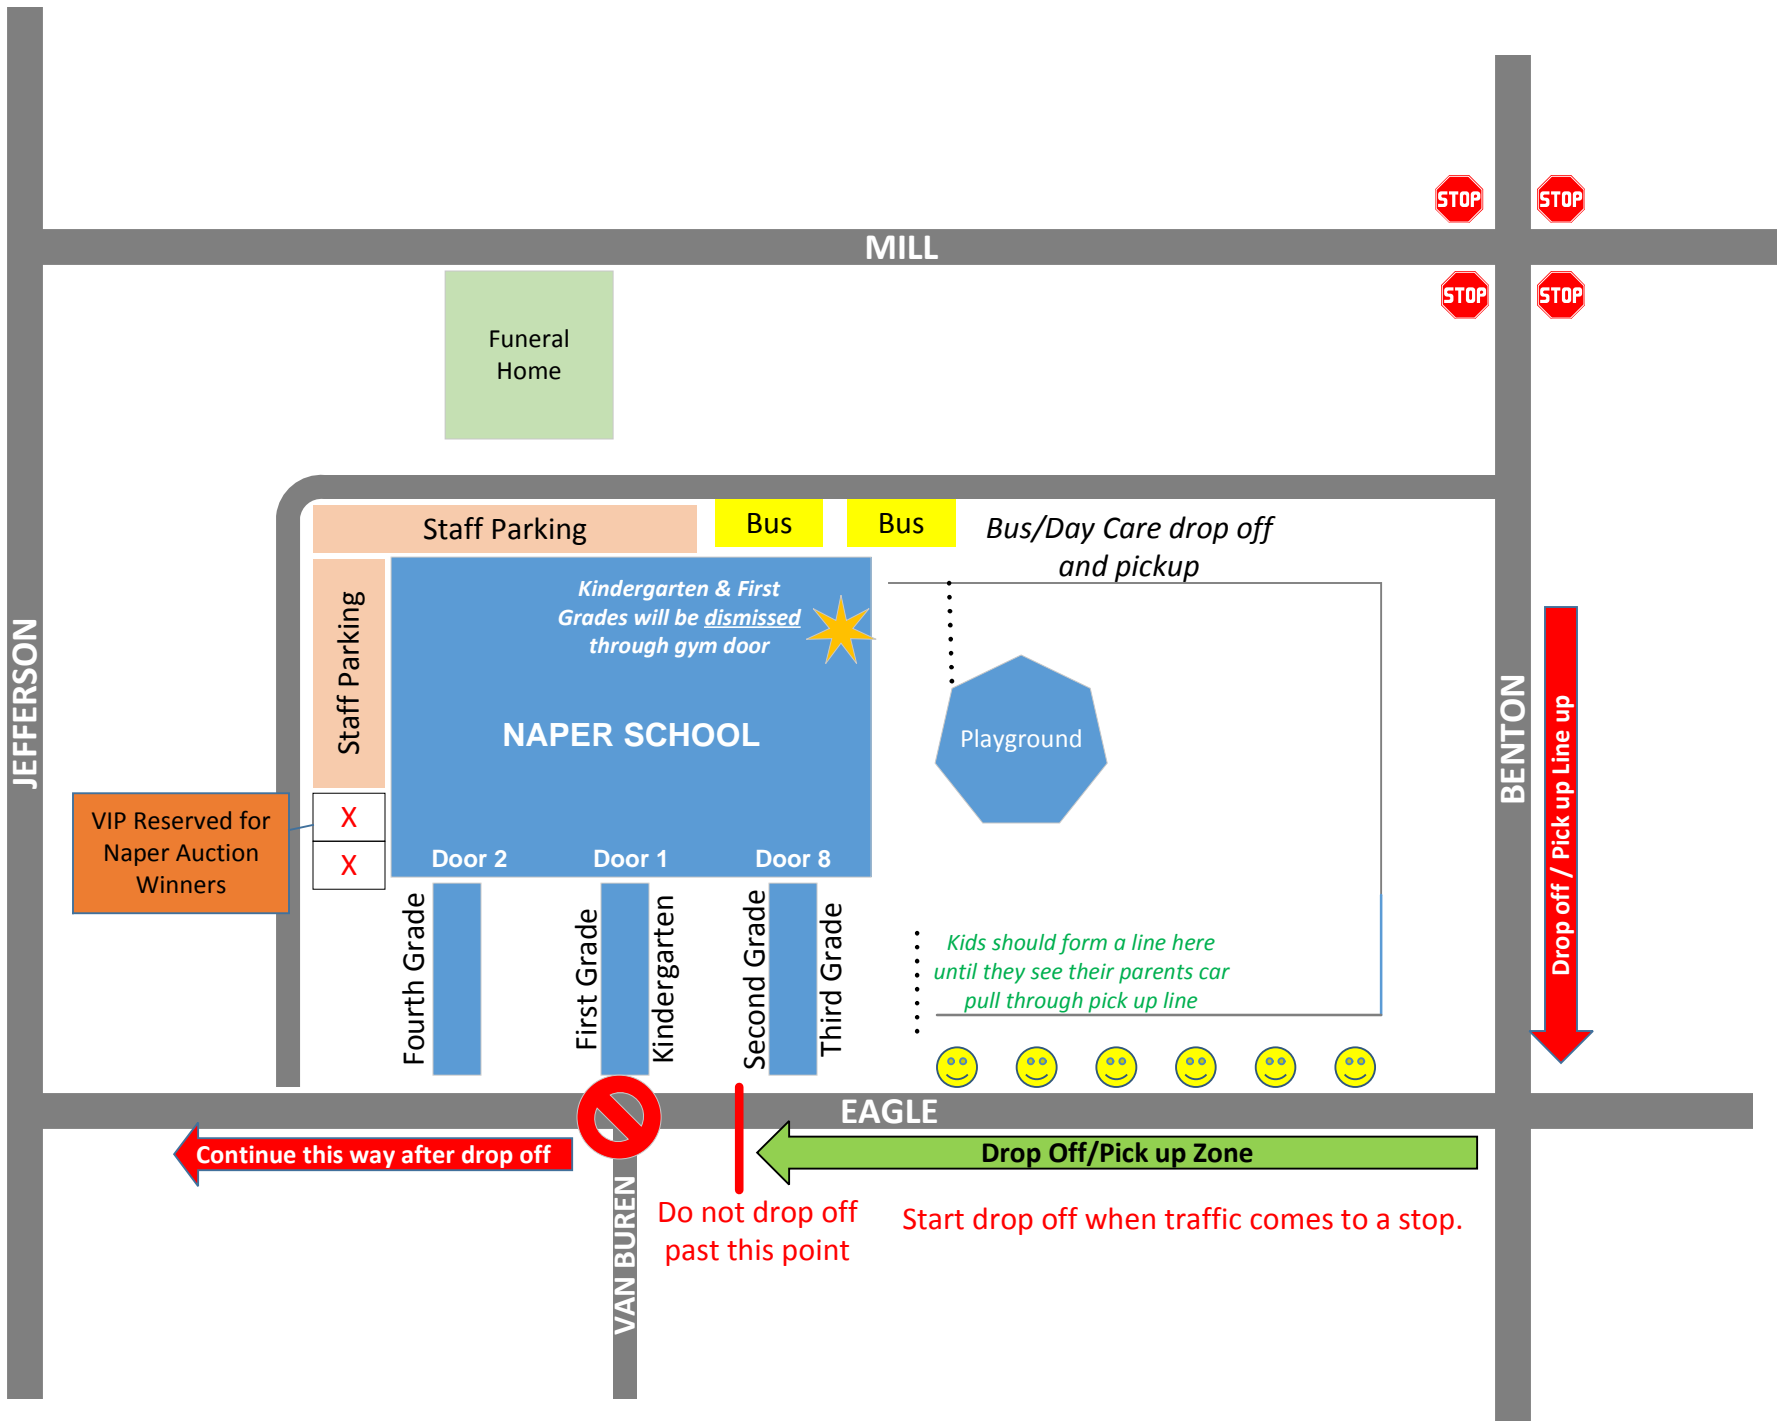 STOP
STOP
MILL
STOP
STOP
Funeral
Home
Staff Parking
Bus
Bus
Bus/Day Care drop off
and pickup
Kindergarten & First
Grades will be dismissed
through gym door
Staff Parking
JEFFERSON
NAPER SCHOOL
Playground
BENTON
Drop off / Pick up Line up
VIP Reserved for
Naper Auction
Winners
X
X
Door 2
Door 1
Door 8
Fourth Grade
First Grade
Kindergarten
Second Grade
Third Grade
Kids should form a line here
until they see their parents car
pull through pick up line
EAGLE
Continue this way after drop off
Drop Off/Pick up Zone
VAN BUREN
Do not drop off
past this point
Start drop off when traffic comes to a stop.